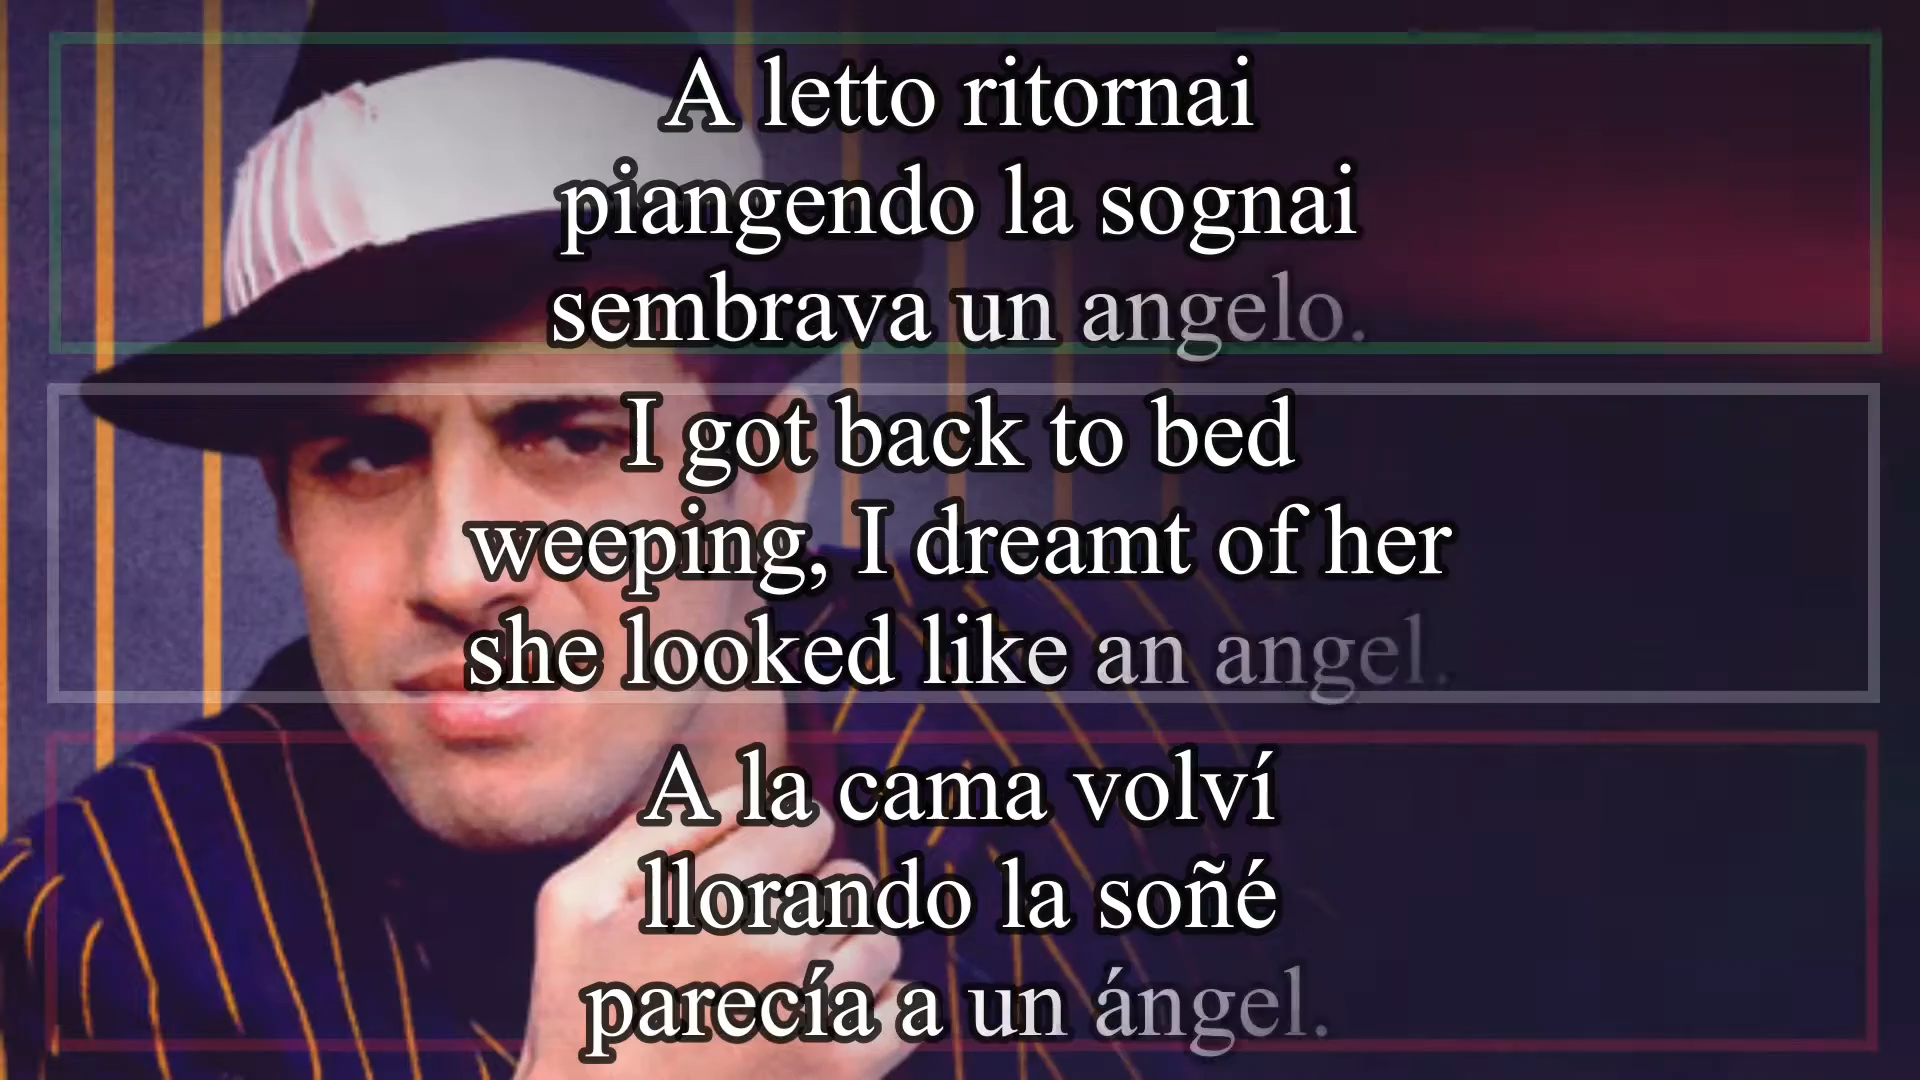 A letto ritornai
piangendo la sognai
sembrava un angelo.
I got back to bed
weeping, I dreamt of her
she looked like an angel.
A la cama volví
llorando la soñé
parecía a un ángel.